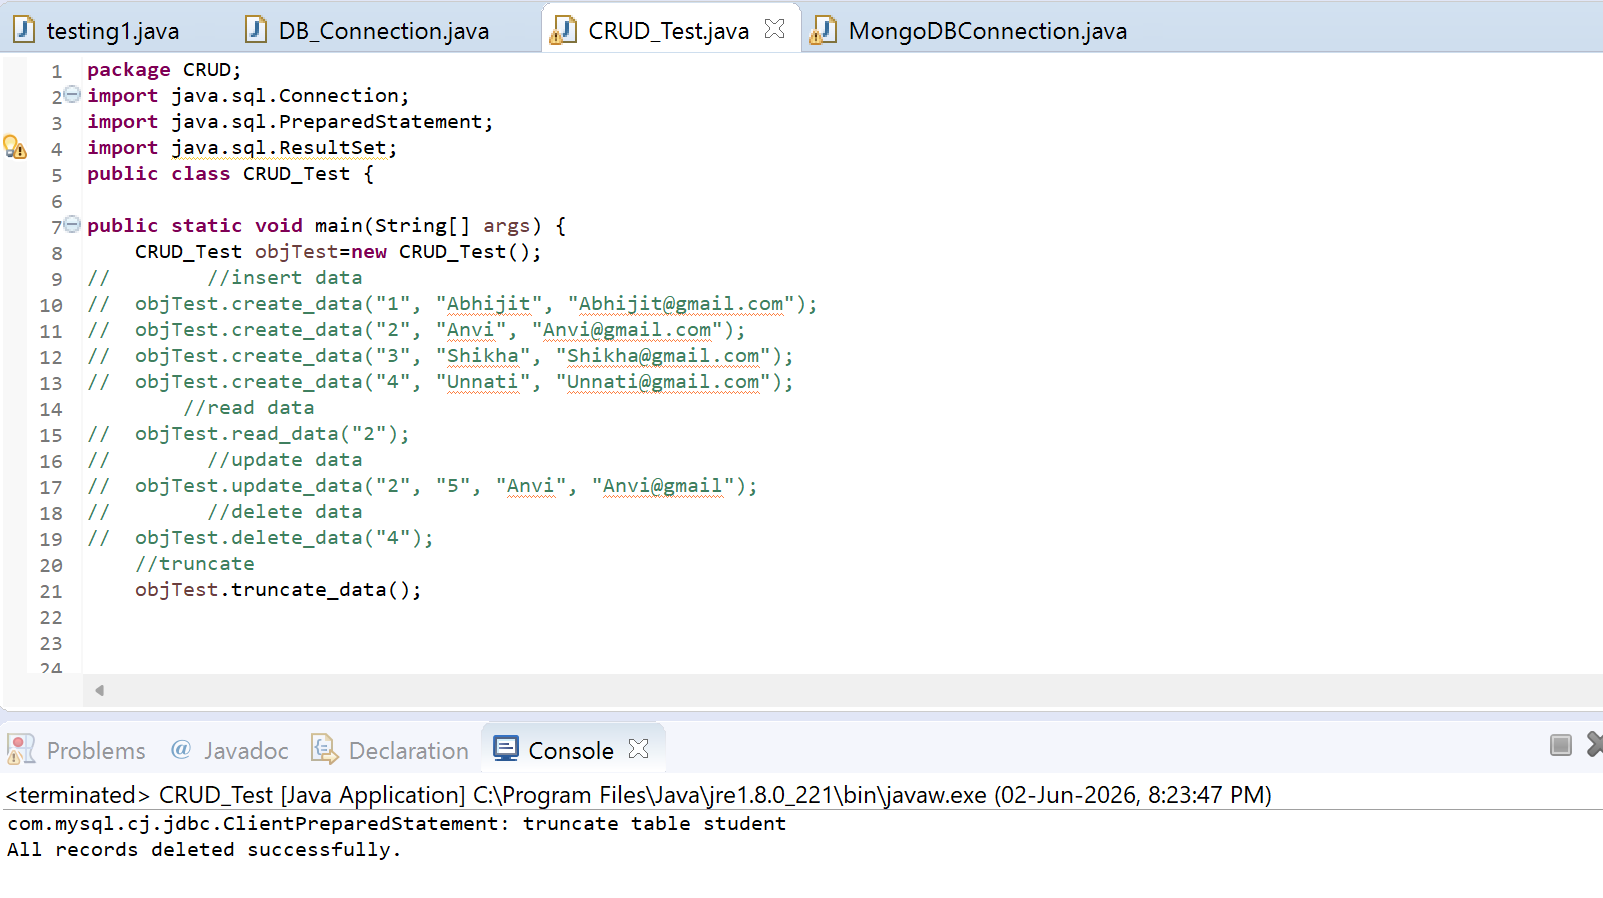 testing1.java DB_Connection.java CRUD_Test.java MongoDBConnection.java
1 package CRUD;
2 import java.sql.Connection;
3 import java.sql.PreparedStatement;
4 import java.sql.ResultSet;
5 public class CRUD_Test {
6
7 public static void main(String[] args) {
8     CRUD_Test objTest=new CRUD_Test();
9 //        //insert data
10 //  objTest.create_data("1", "Abhijit", "Abhijit@gmail.com");
11 //  objTest.create_data("2", "Anvi", "Anvi@gmail.com");
12 //  objTest.create_data("3", "Shikha", "Shikha@gmail.com");
13 //  objTest.create_data("4", "Unnati", "Unnati@gmail.com");
14         //read data
15 //  objTest.read_data("2");
16 //        //update data
17 //  objTest.update_data("2", "5", "Anvi", "Anvi@gmail");
18 //        //delete data
19 //  objTest.delete_data("4");
20     //truncate
21     objTest.truncate_data();
22
23
24
Problems @ Javadoc Declaration Console
<terminated> CRUD_Test [Java Application] C:\Program Files\Java\jre1.8.0_221\bin\javaw.exe (02-Jun-2026, 8:23:47 PM)
com.mysql.cj.jdbc.ClientPreparedStatement: truncate table student
All records deleted successfully.